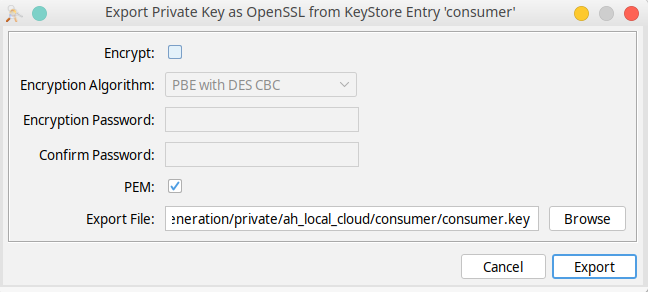 Export Private Key as OpenSSL from KeyStore Entry 'consumer'
Encrypt:
Encryption Algorithm: PBE with DES CBC
Encryption Password:
Confirm Password:
PEM:
Export File: eneration/private/ah_local_cloud/consumer/consumer.key Browse
Cancel Export